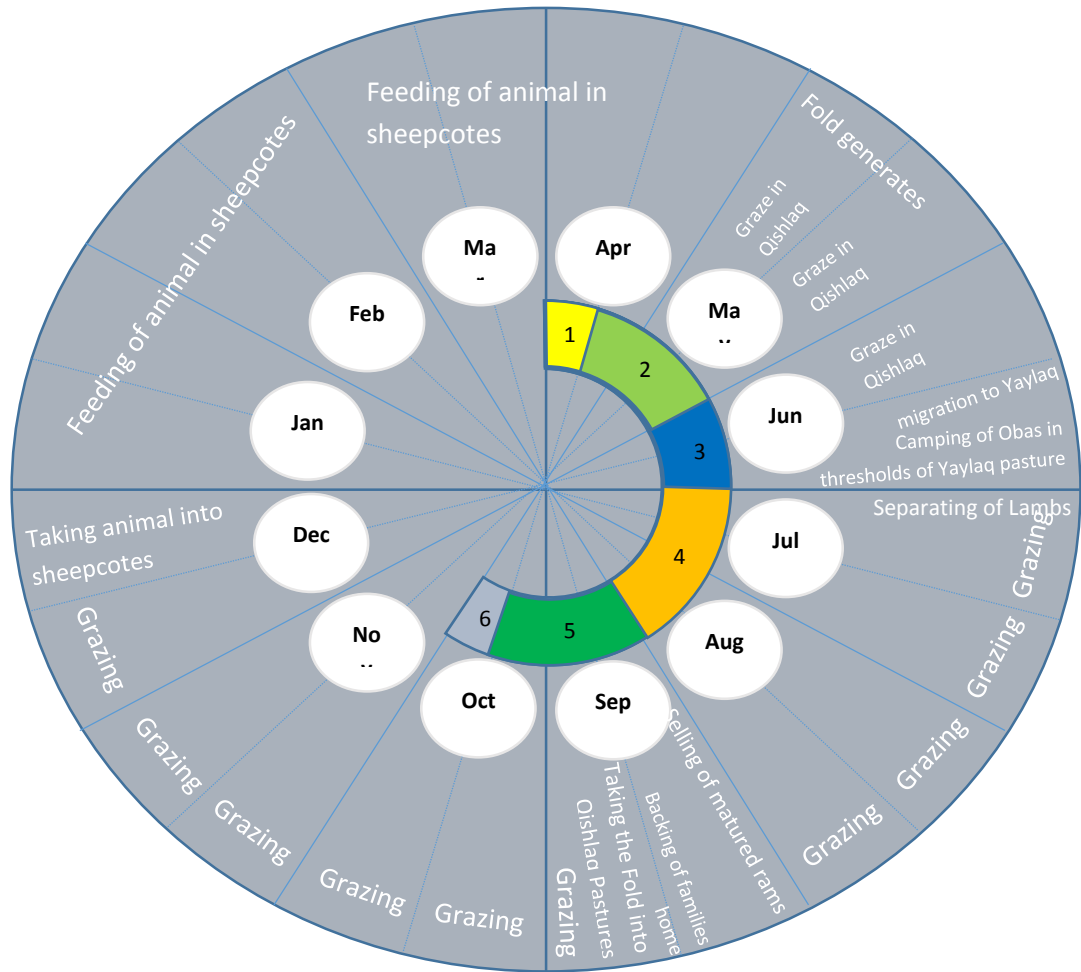 Feeding of animal in
sheepcotes
Fold generates
Graze in
Qishlaq
Graze in
Qishlaq
Graze in
Qishlaq
migration to Yaylaq
Camping of Obas in
thresholds of Yaylaq pasture
Separating of Lambs
Grazing
Grazing
Grazing
Grazing
Selling of matured rams
Backing of families
home
Taking the Fold into
Qishlaq Pastures
Grazing
Grazing
Grazing
Grazing
Grazing
Grazing
Taking animal into
sheepcotes
Feeding of animal in sheepcotes
Apr
Ma
Jun
Jul
Aug
Sep
Oct
No
Dec
Jan
Feb
Ma
1
2
3
4
5
6